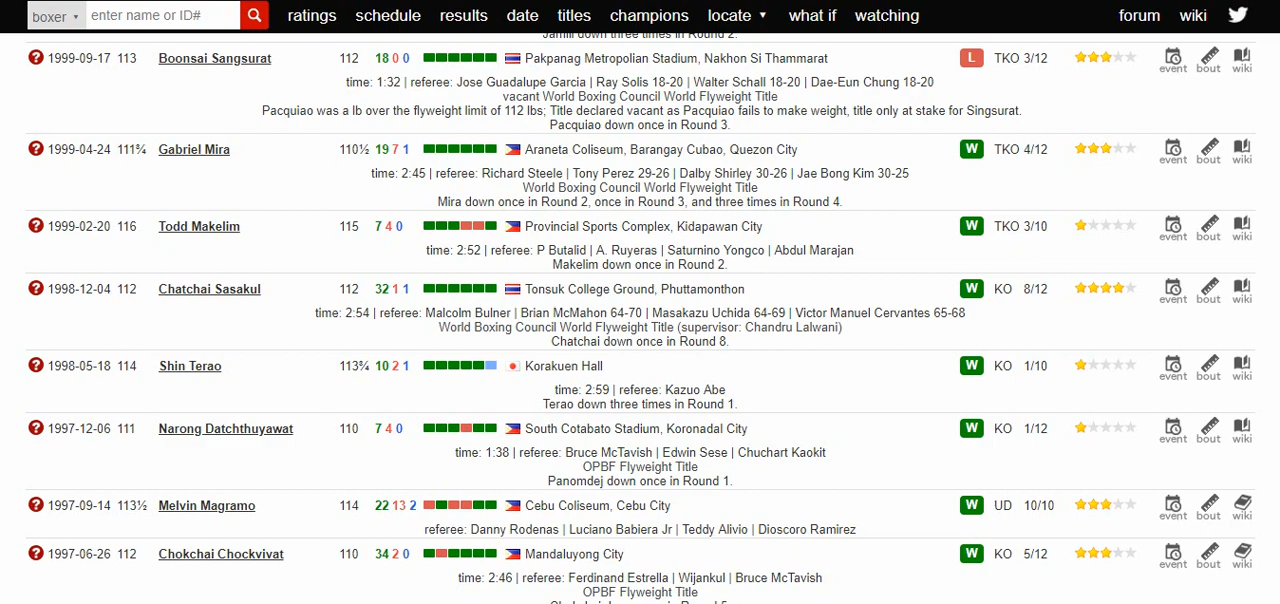 boxer ▾ enter name or ID# ratings schedule results date titles champions locate ▼ what if watching forum wiki
Jamili down three times in Round 2.
1999-09-17 113 Boonsai Sangsurat 112 18 0 0 Pakpanag Metropolian Stadium, Nakhon Si Thammarat L TKO 3/12 event bout wiki
time: 1:32 | referee: Jose Guadalupe Garcia | Ray Solis 18-20 | Walter Schall 18-20 | Dae-Eun Chung 18-20
vacant World Boxing Council World Flyweight Title
Pacquiao was a lb over the flyweight limit of 112 lbs; Title declared vacant as Pacquiao fails to make weight, title only at stake for Singsurat.
Pacquiao down once in Round 3.
1999-04-24 111¾ Gabriel Mira 110½ 19 7 1 Araneta Coliseum, Barangay Cubao, Quezon City W TKO 4/12 event bout wiki
time: 2:45 | referee: Richard Steele | Tony Perez 29-26 | Dalby Shirley 30-26 | Jae Bong Kim 30-25
World Boxing Council World Flyweight Title
Mira down once in Round 2, once in Round 3, and three times in Round 4.
1999-02-20 116 Todd Makelim 115 7 4 0 Provincial Sports Complex, Kidapawan City W TKO 3/10 event bout wiki
time: 2:52 | referee: P Butalid | A. Ruyeras | Saturnino Yongco | Abdul Marajan
Makelim down once in Round 2.
1998-12-04 112 Chatchai Sasakul 112 32 1 1 Tonsuk College Ground, Phuttamonthon W KO 8/12 event bout wiki
time: 2:54 | referee: Malcolm Bulner | Brian McMahon 64-70 | Masakazu Uchida 64-69 | Victor Manuel Cervantes 65-68
World Boxing Council World Flyweight Title (supervisor: Chandru Lalwani)
Chatchai down once in Round 8.
1998-05-18 114 Shin Terao 113¾ 10 2 1 Korakuen Hall W KO 1/10 event bout wiki
time: 2:59 | referee: Kazuo Abe
Terao down three times in Round 1.
1997-12-06 111 Narong Datchthuyawat 110 7 4 0 South Cotabato Stadium, Koronadal City W KO 1/12 event bout wiki
time: 1:38 | referee: Bruce McTavish | Edwin Sese | Chuchart Kaokit
OPBF Flyweight Title
Panomdej down once in Round 1.
1997-09-14 113½ Melvin Magramo 114 22 13 2 Cebu Coliseum, Cebu City W UD 10/10 event bout wiki
referee: Danny Rodenas | Luciano Babiera Jr | Teddy Alivio | Dioscoro Ramirez
1997-06-26 112 Chokchai Chockvivat 110 34 2 0 Mandaluyong City W KO 5/12 event bout wiki
time: 2:46 | referee: Ferdinand Estrella | Wijankul | Bruce McTavish
OPBF Flyweight Title